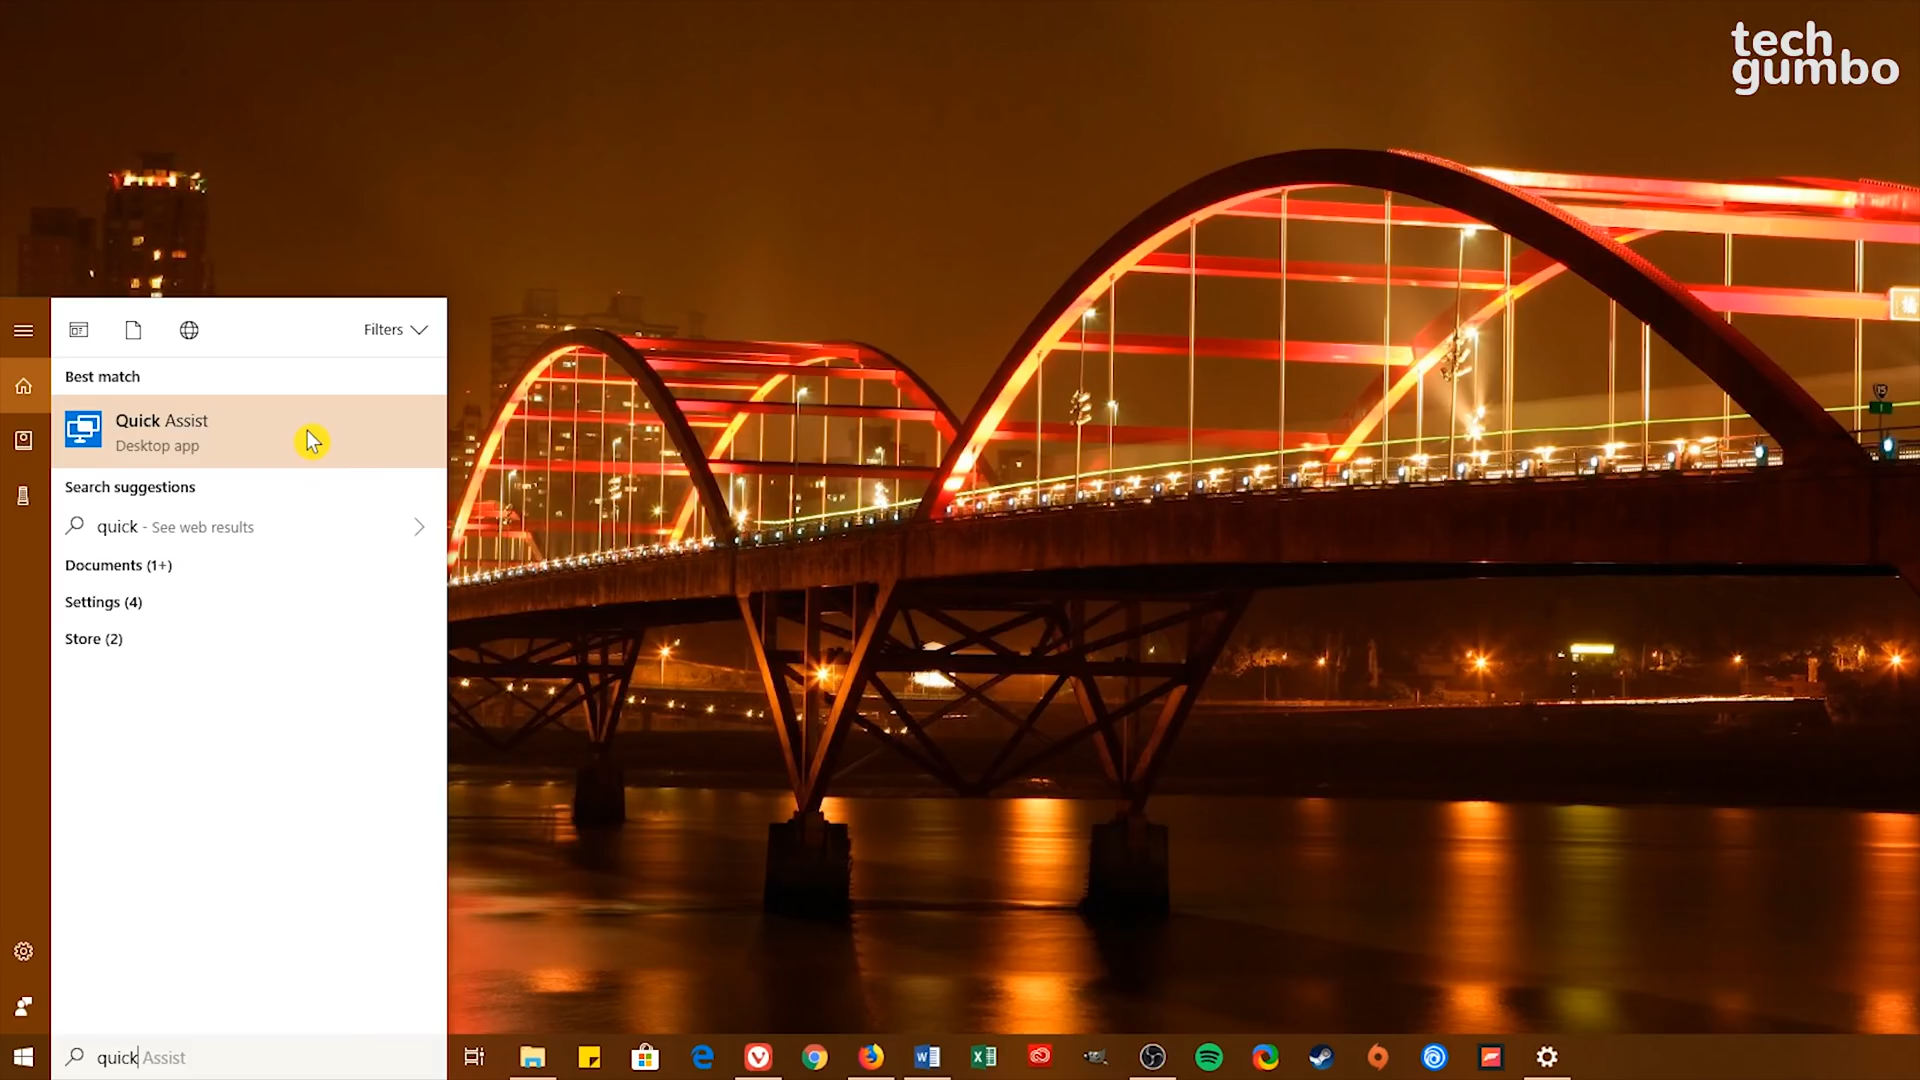 tech
gumbo
Filters
Best match
Quick Assist
Desktop app
Search suggestions
quick - See web results
Documents (1+)
Settings (4)
Store (2)
quick Assist